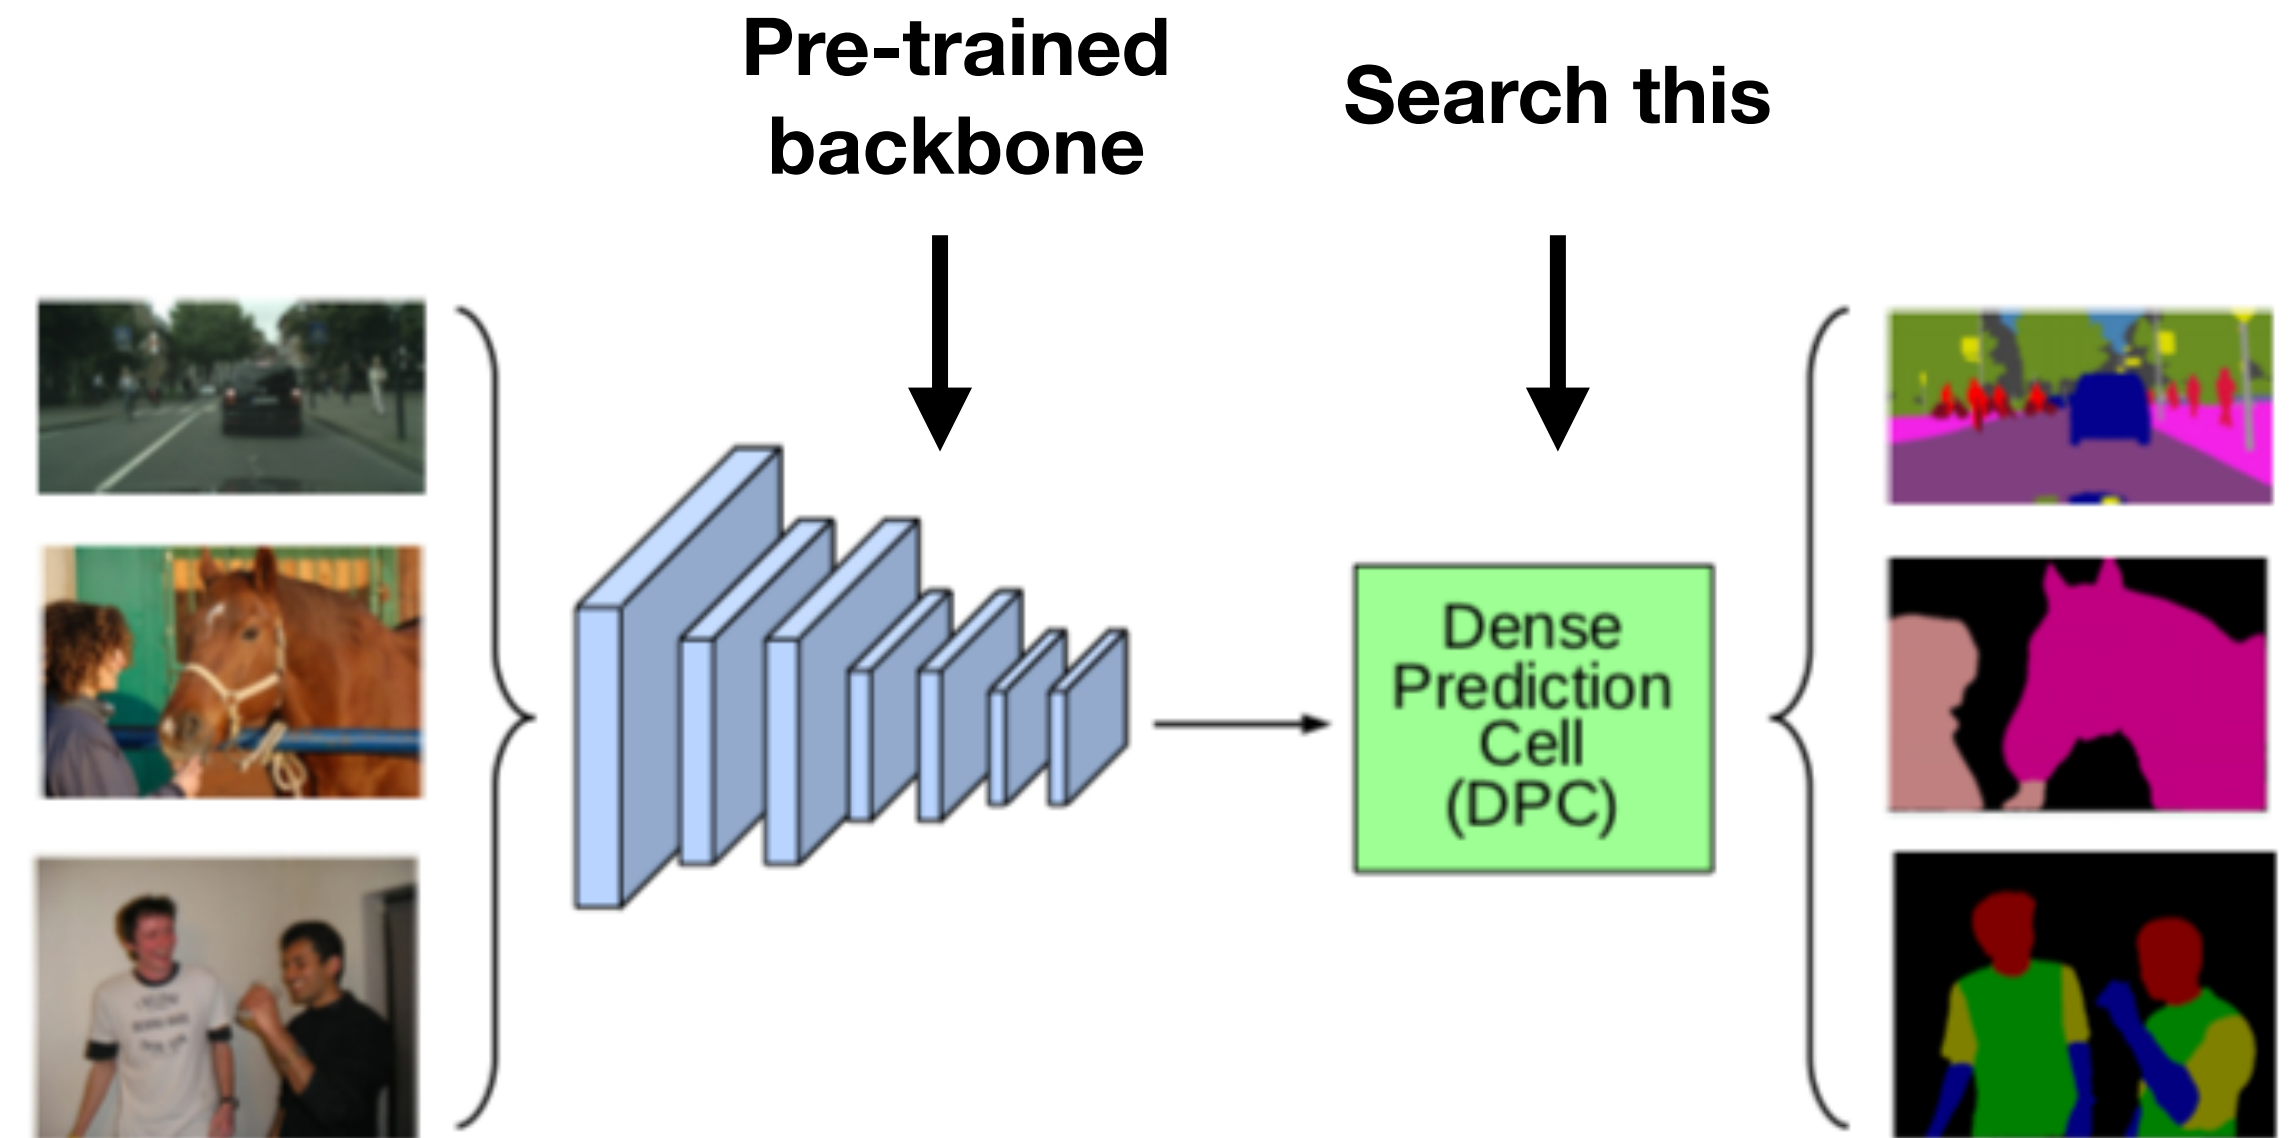 Pre-trained
backbone
Search this
Dense
Prediction
Cell
(DPC)